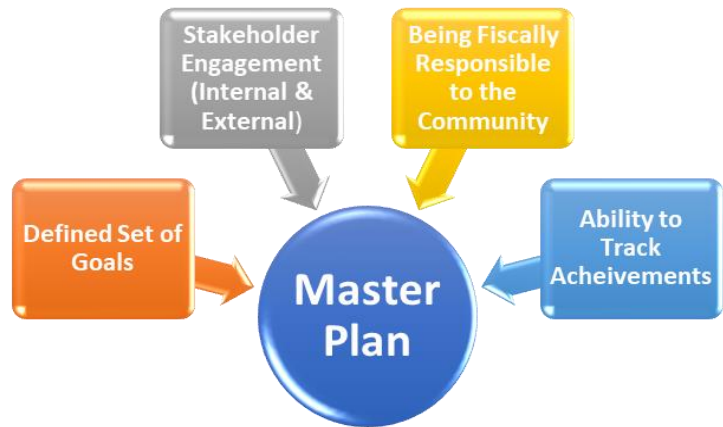 Stakeholder
Engagement
(Internal &
External)
Being Fiscally
Responsible
to the
Community
Defined Set of
Goals
Ability to
Track
Acheivements
Master
Plan